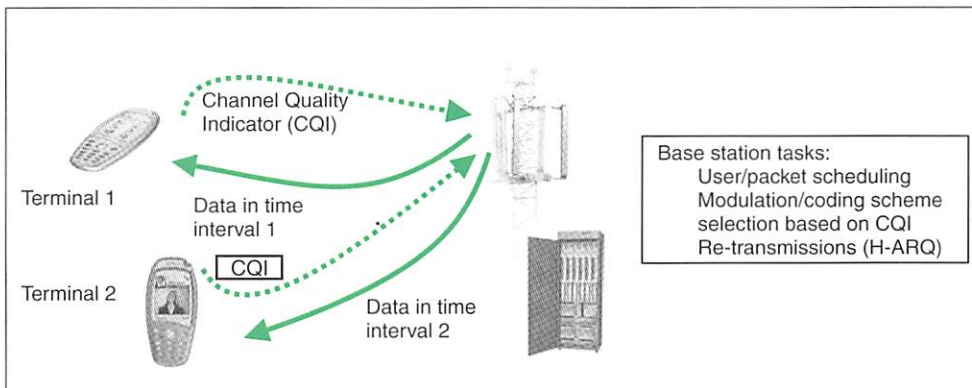 Channel Quality
Indicator (CQI)
Terminal 1
Data in time
interval 1
CQI
Terminal 2
Data in time
interval 2
Base station tasks:
User/packet scheduling
Modulation/coding scheme
selection based on CQI
Re-transmissions (H-ARQ)